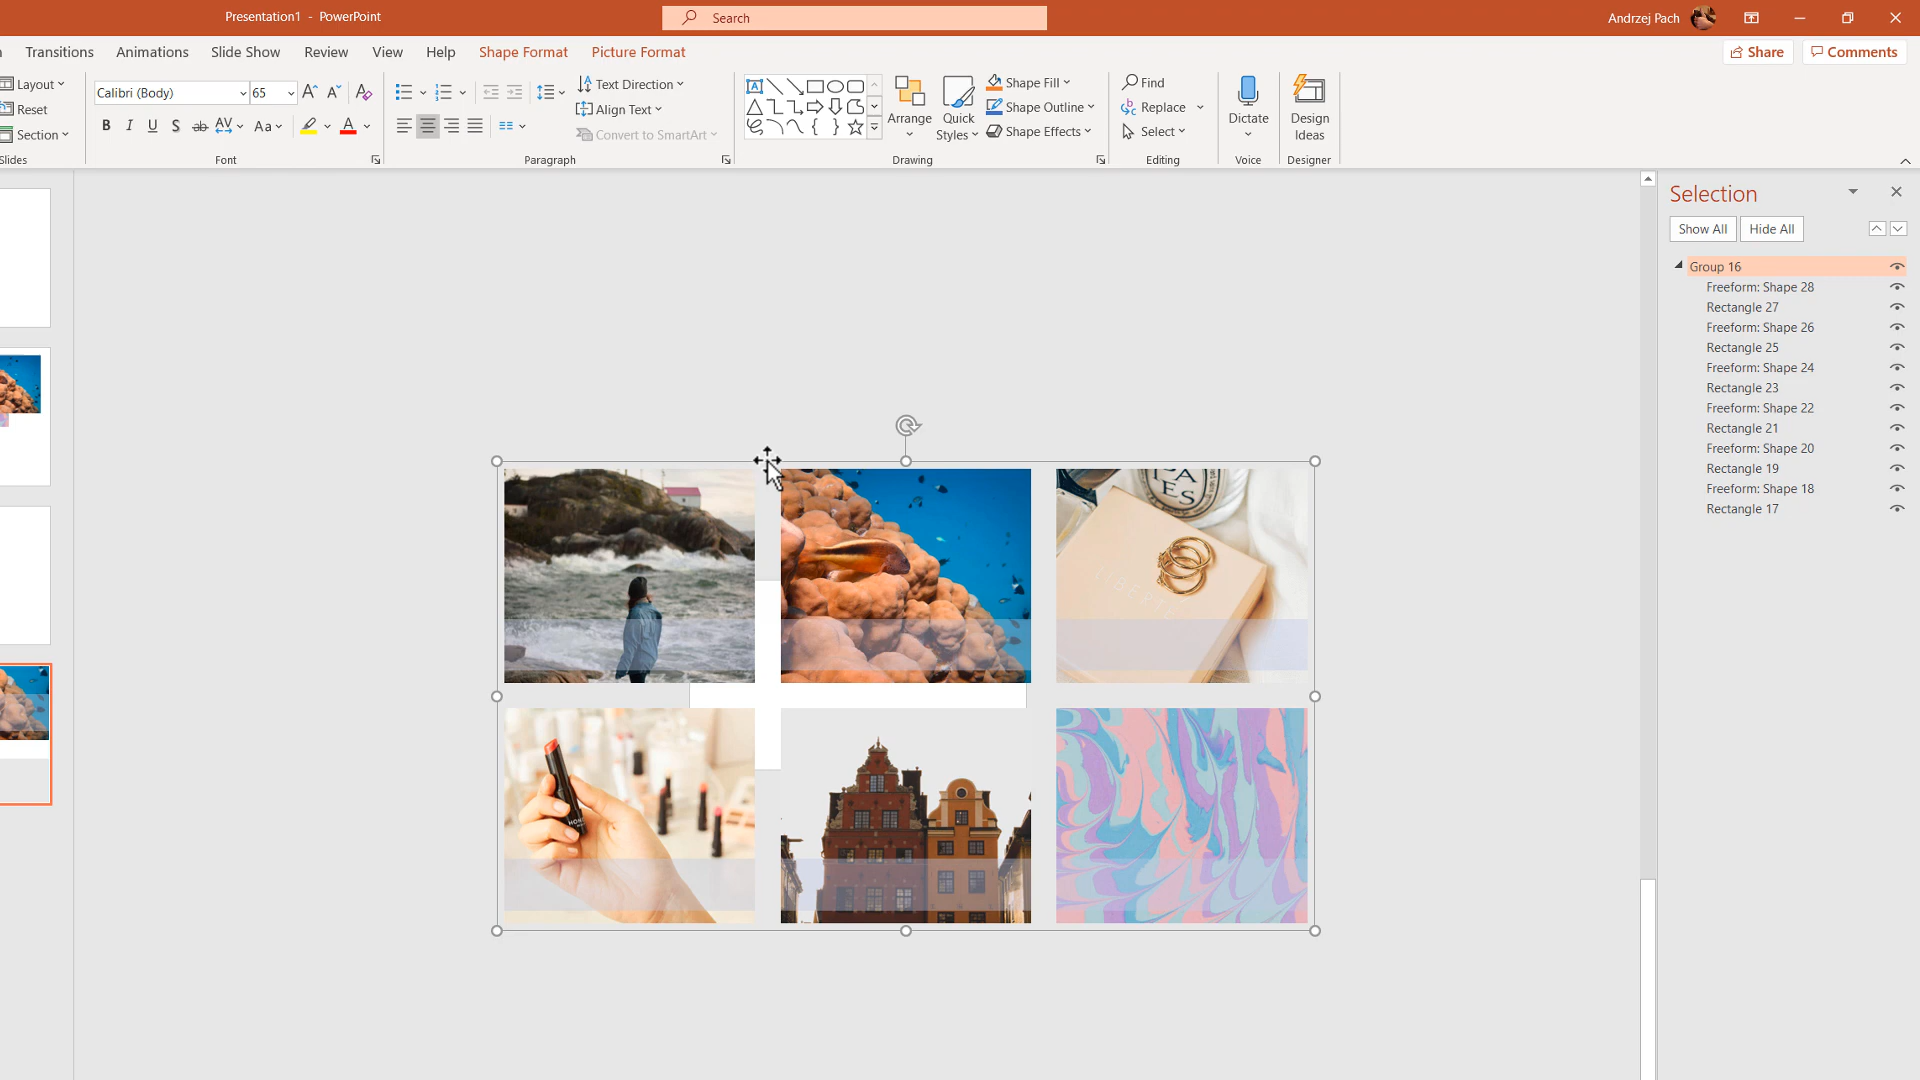 Presentation1 - PowerPoint
Search
Andrzej Pach
Transitions Animations Slide Show Review View Help Shape Format Picture Format
Share Comments
Layout
Reset
Section
Slides
Calibri (Body) 65
Font
Text Direction
Align Text
Convert to SmartArt
Paragraph
Arrange
Quick
Styles
Shape Fill
Shape Outline
Shape Effects
Drawing
Find
Replace
Select
Editing
Dictate
Voice
Design
Ideas
Designer
Selection
Show All Hide All
Group 16
Freeform: Shape 28
Rectangle 27
Freeform: Shape 26
Rectangle 25
Freeform: Shape 24
Rectangle 23
Freeform: Shape 22
Rectangle 21
Freeform: Shape 20
Rectangle 19
Freeform: Shape 18
Rectangle 17